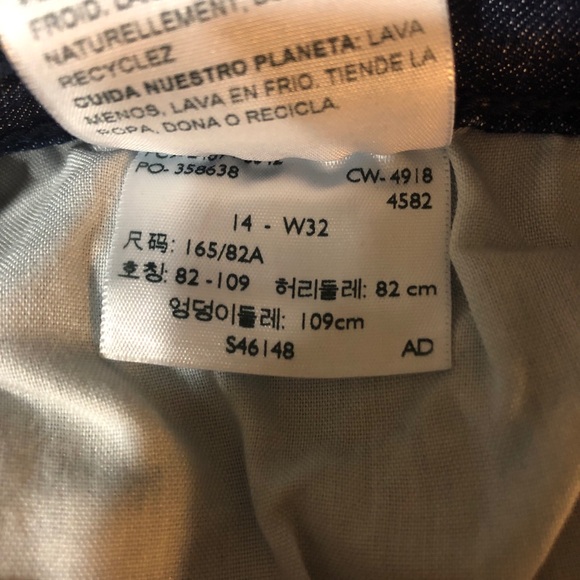 NATURELLEMENT,
RECYCLEZ
CUIDA NUESTRO PLANETA: LAVA
MENOS, LAVA EN FRIO. TIENDE LA
ROPA, DONA O RECICLA.
PO- 358638 CW- 4918
4582
14 - W32
尺码: 165/82A
호칭: 82 -109 허리둘레: 82 cm
엉덩이둘레: 109cm
S46148 AD